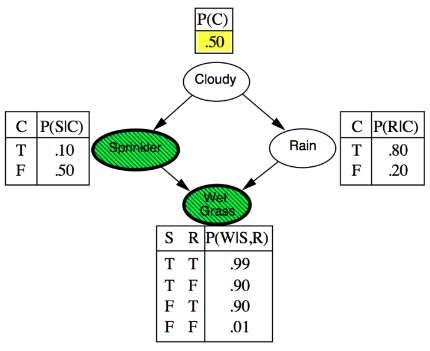 P(C)
.50
Cloudy
C P(S|C)
T .10
F .50
Sprinkler
Rain
C P(R|C)
T .80
F .20
Wet
Grass
S R P(W|S,R)
T T .99
T F .90
F T .90
F F .01